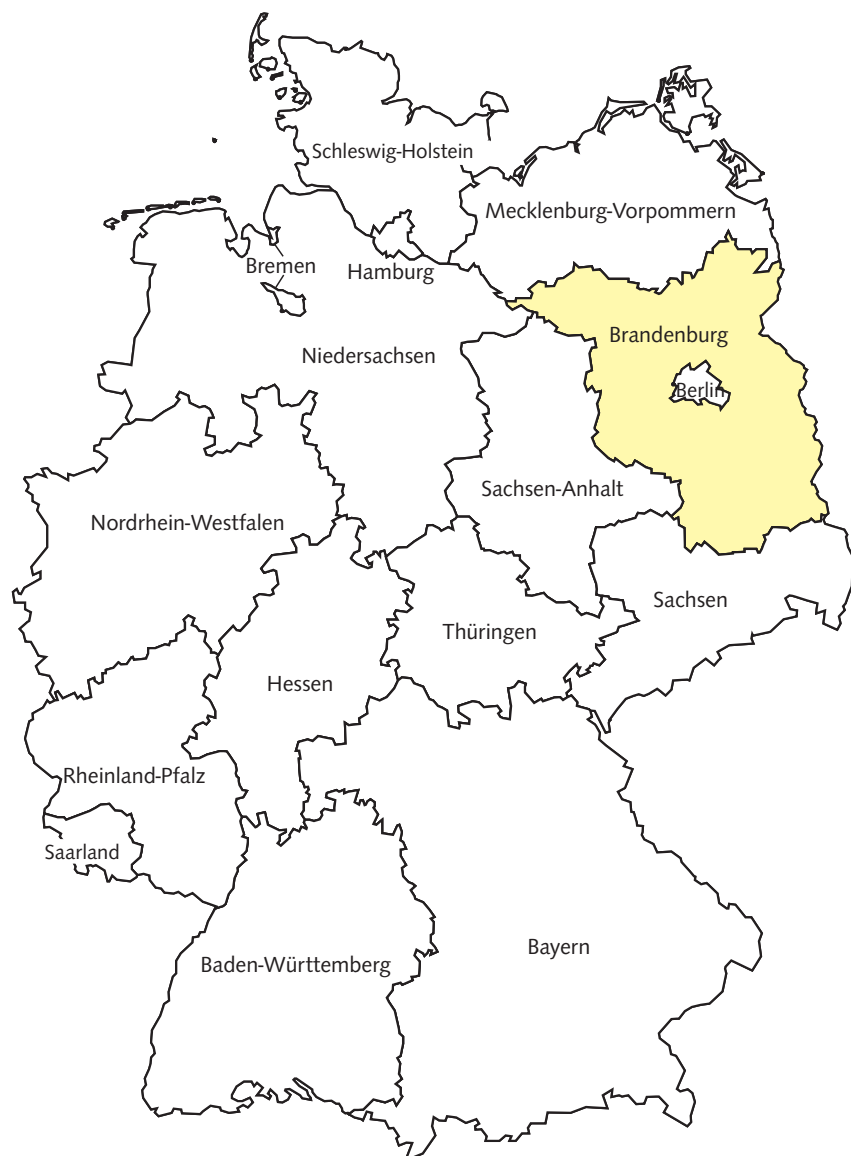 Schleswig-Holstein
Mecklenburg-Vorpommern
Bremen
Hamburg
Brandenburg
Niedersachsen
Berlin
Sachsen-Anhalt
Nordrhein-Westfalen
Sachsen
Thüringen
Hessen
Rheinland-Pfalz
Saarland
Bayern
Baden-Württemberg